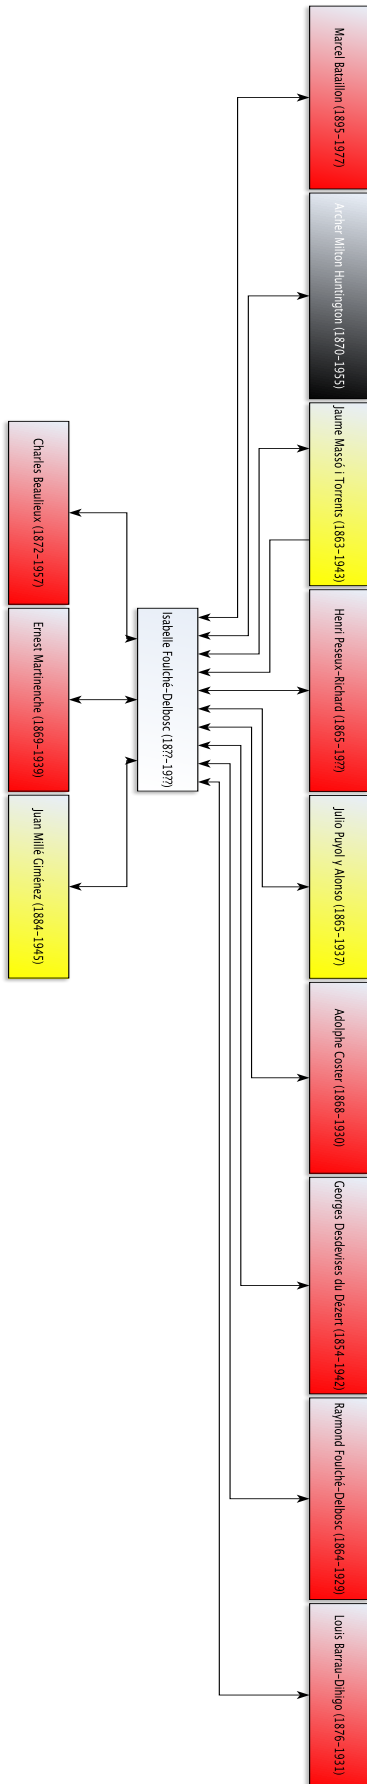 Marcel Bataillon (1895-1977)
Archer Milton Huntington (1870-1955)
Jaume Massó i Torrents (1863-1943)
Henri Peseux-Richard (1865-19??)
Julio Puyol y Alonso (1865-1937)
Adolphe Coster (1868-1930)
Georges Desdevises du Dézert (1854-1942)
Raymond Foulché-Delbosc (1864-1929)
Louis Barrau-Dihigo (1876-1931)
Isabelle Foulché-Delbosc (18??-19??)
Charles Beaulieux (1872-1957)
Ernest Martinenche (1869-1939)
Juan Millé Giménez (1884-1945)